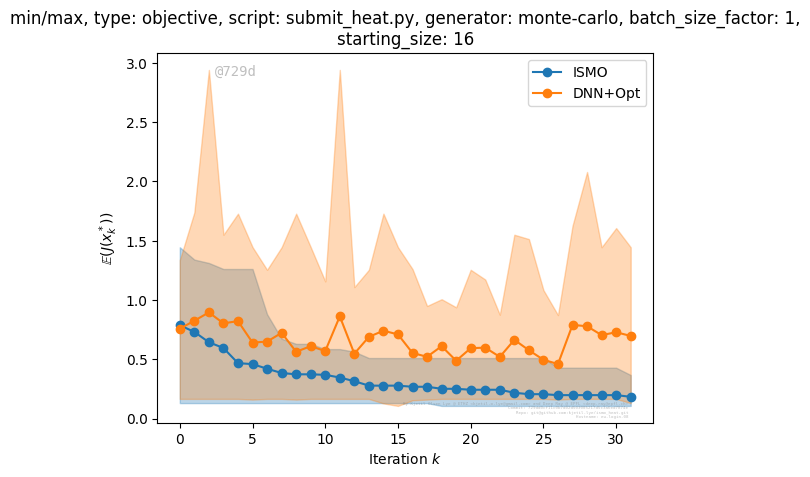 min/max, type: objective, script: submit_heat.py, generator: monte-carlo, batch_size_factor: 1,
starting_size: 16
@729d
ISMO
DNN+Opt
3.0
2.5
2.0
1.5
1.0
0.5
0.0
𝔼(J(x_k^*))
0 5 10 15 20 25 30
Iteration k